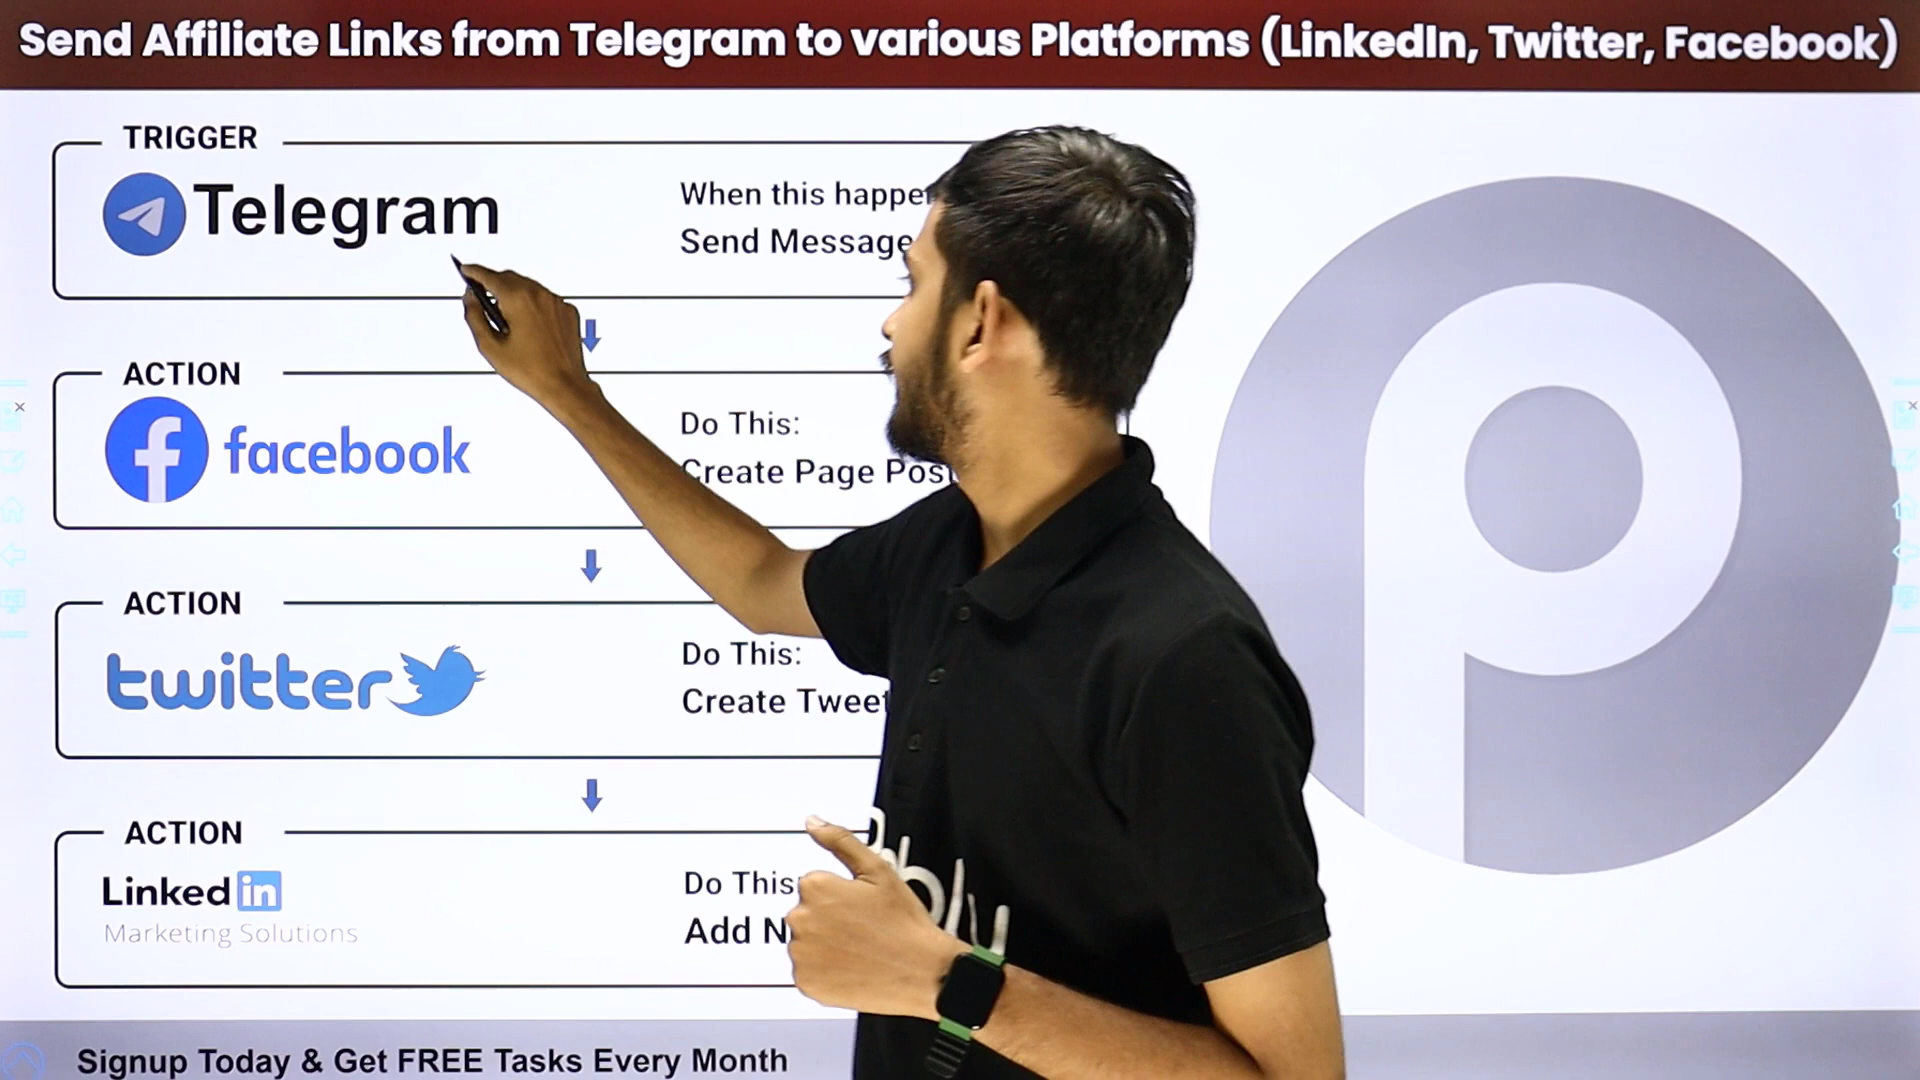 Send Affiliate Links from Telegram to various Platforms (LinkedIn, Twitter, Facebook)
TRIGGER
Telegram
When this
Send Message
ACTION
facebook
Do This:
Create Page Post
ACTION
twitter
Do This:
Create Tweet
ACTION
Linked in
Marketing Solutions
Do This
Add
Signup Today & Get FREE Tasks Every Month